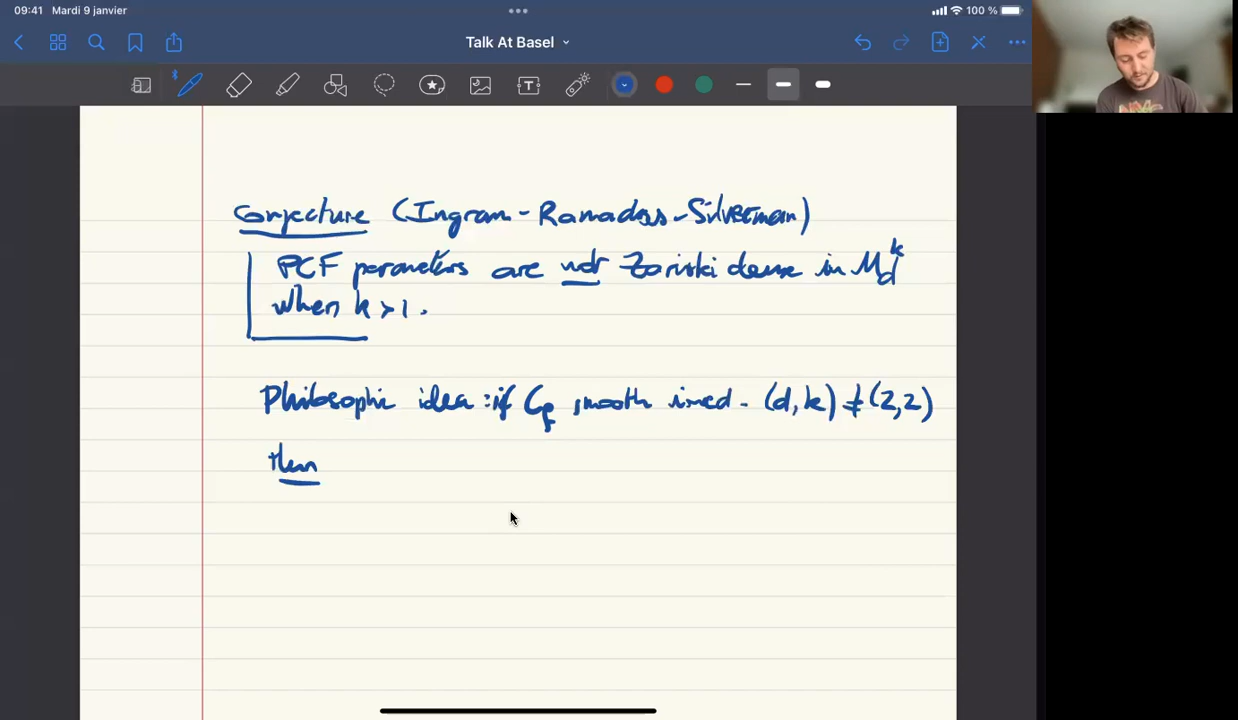 09:41 Mardi 9 janvier
100 %
Talk At Basel
Conjecture (Ingram-Ramadas-Silverman)
PCF parameters are not Zariski dense in M_d^k
when k > 1.
Philosophic idea : if C_f smooth irred. (d,k) ≠ (2,2)
then